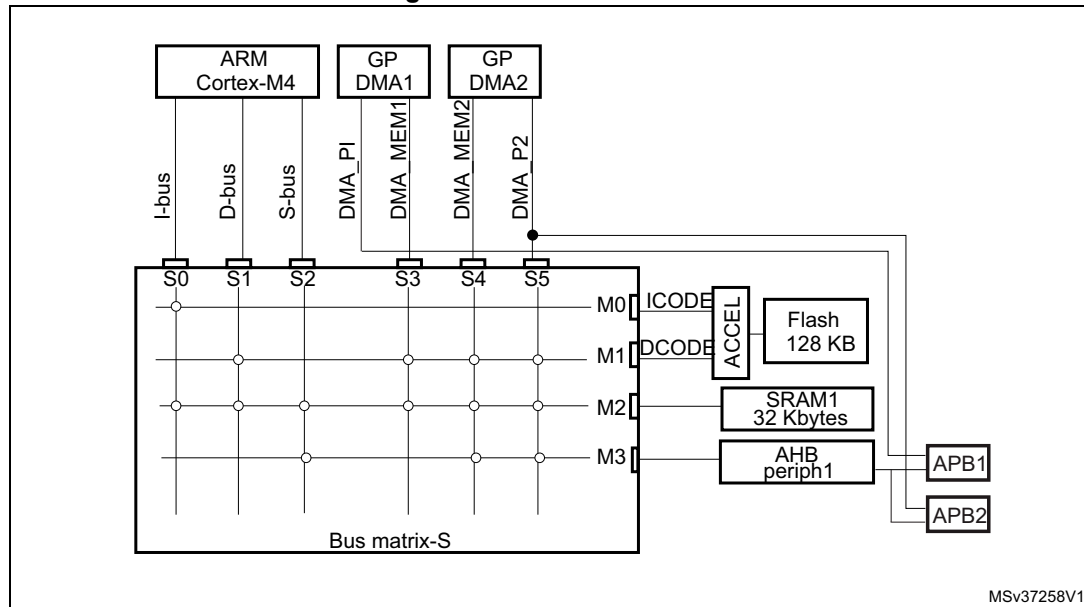 ARM
Cortex-M4
GP
DMA1
GP
DMA2
I-bus
D-bus
S-bus
DMA_PI
DMA_MEM1
DMA_MEM2
DMA_P2
S0
S1
S2
S3
S4
S5
M0
ICODE
M1
DCODE
ACCEL
Flash
128 KB
M2
SRAM1
32 Kbytes
M3
AHB
periph1
APB1
APB2
Bus matrix-S
MSv37258V1